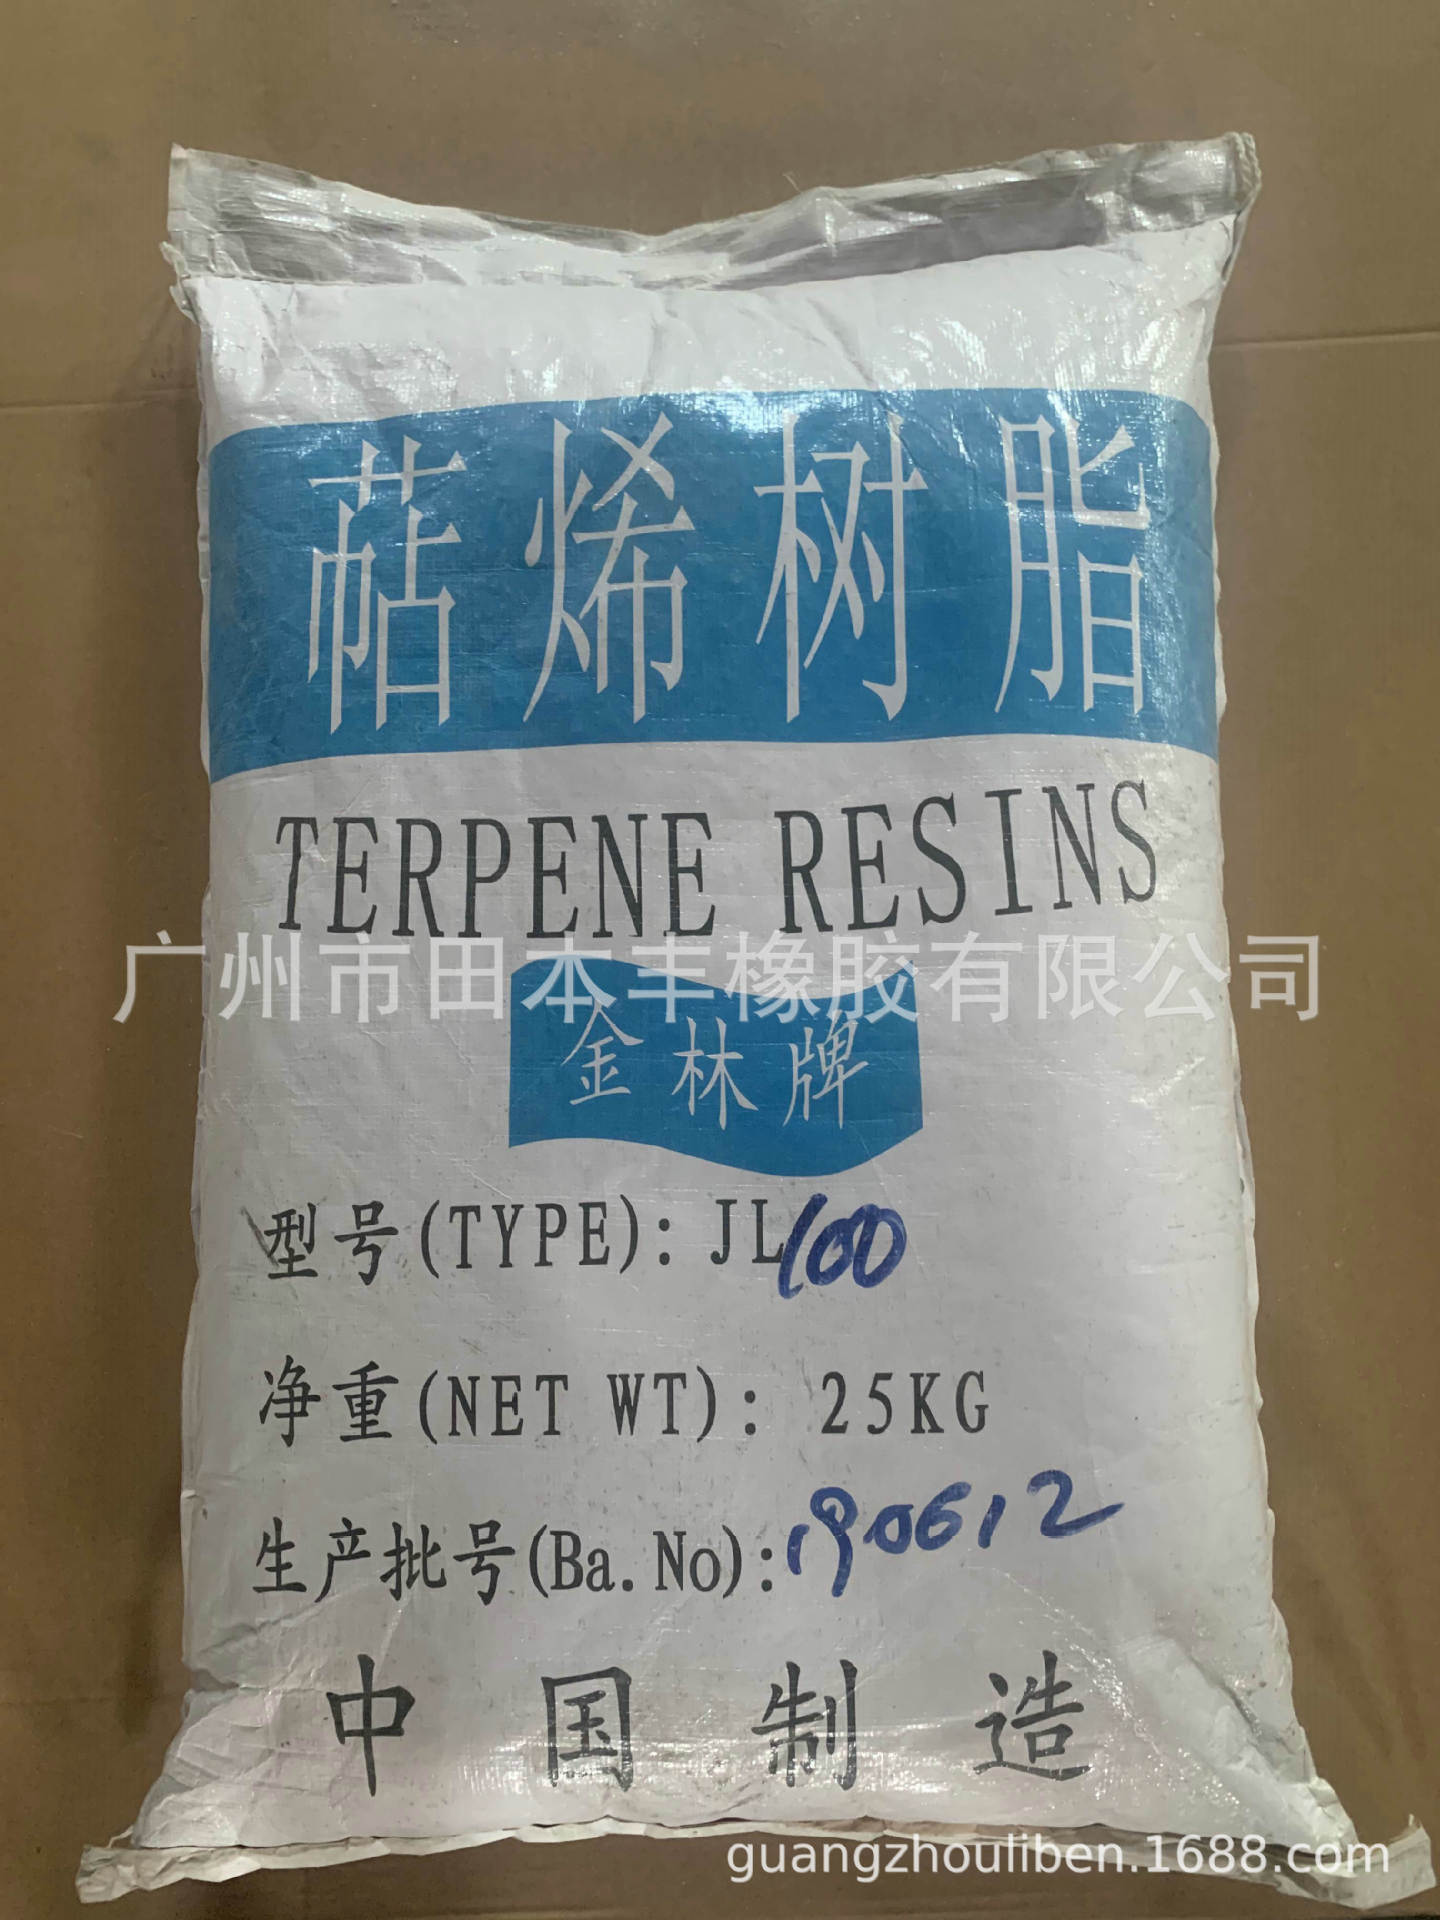 萜烯树脂
TERPENE RESINS
广州市田本丰橡胶有限公司
金林牌
型号(TYPE): JL100
净重(NET WT): 25KG
生产批号(Ba.No):190612
中国制造
guangzhouliben.1688.com